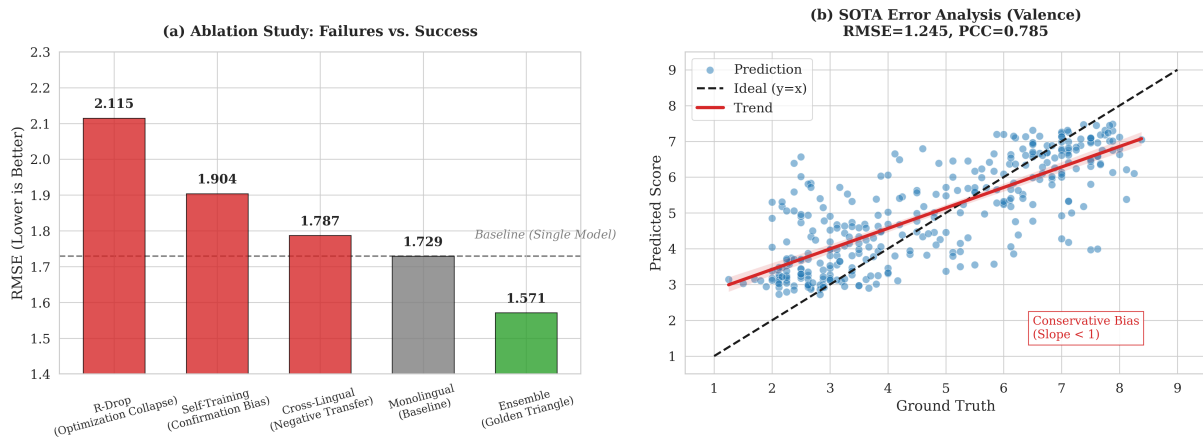 (a) Ablation Study: Failures vs. Success
RMSE (Lower is Better)
2.3
2.2
2.1
2.0
1.9
1.8
1.7
1.6
1.5
1.4
2.115
1.904
1.787
1.729
1.571
Baseline (Single Model)
R-Drop
(Optimization Collapse)
Self-Training
(Confirmation Bias)
Cross-Lingual
(Negative Transfer)
Monolingual
(Baseline)
Ensemble
(Golden Triangle)
(b) SOTA Error Analysis (Valence)
RMSE=1.245, PCC=0.785
Predicted Score
9
8
7
6
5
4
3
2
1
Prediction
Ideal (y=x)
Trend
Conservative Bias
(Slope < 1)
1 2 3 4 5 6 7 8 9
Ground Truth